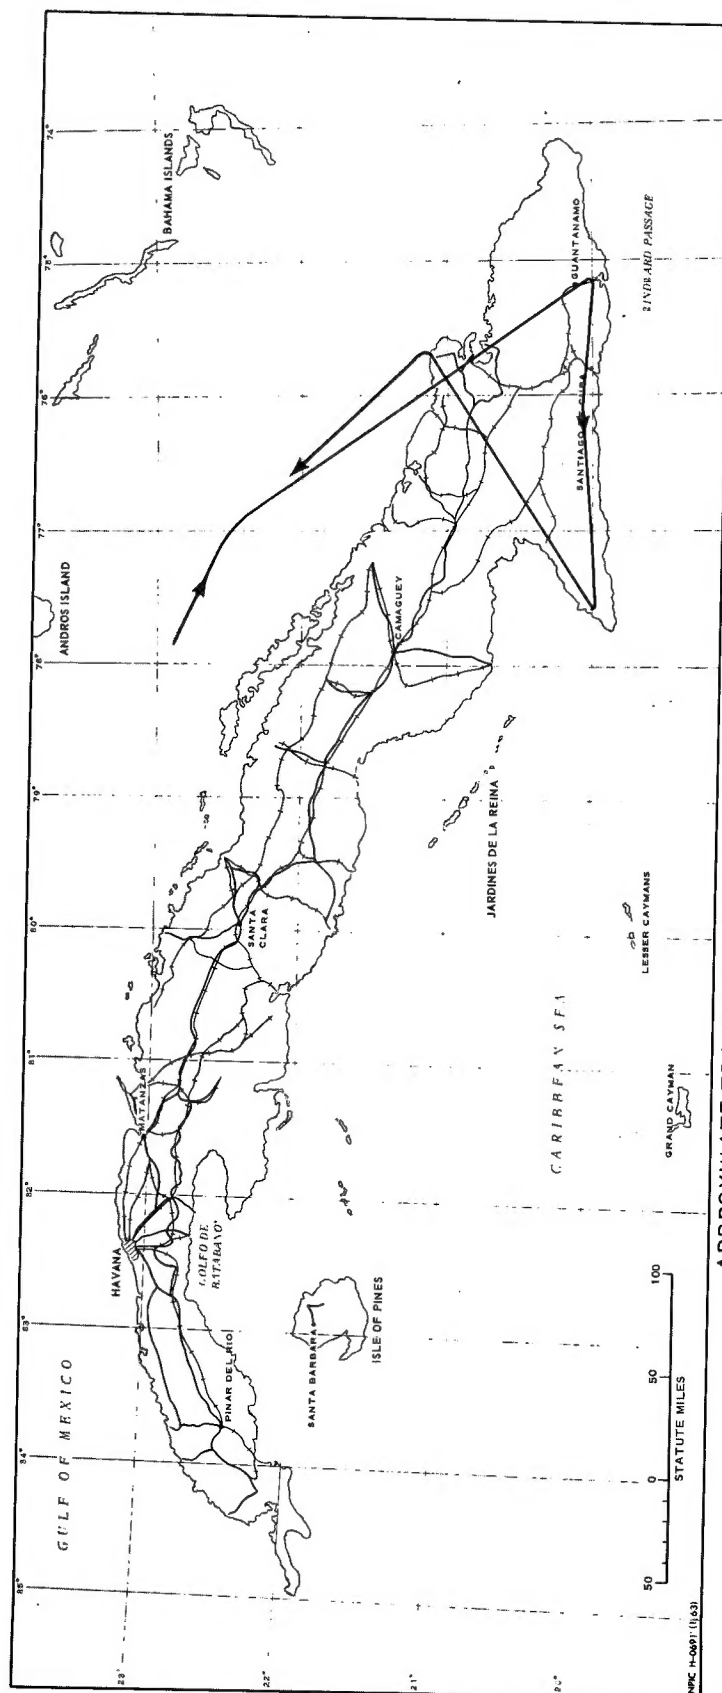 85°
84°
83°
82°
81°
80°
79°
78°
77°
76°
75°
74°
GULF OF MEXICO
HAVANA
MATANZAS
ANDROS ISLAND
BAHAMA ISLANDS
23°
PINAR DEL RIO
GOLFO DE
BATABANO
SANTA
CLARA
CAMAGUEY
22°
SANTA BARBARA
ISLE OF PINES
JARDINES DE LA REINA
SANTIAGO DE CUBA
GUANTANAMO
21°
CARIBBEAN SEA
WINDWARD PASSAGE
20°
GRAND CAYMAN
LESSER CAYMANS
50 0 50 100
STATUTE MILES
NPIC H-0691 (1/63)